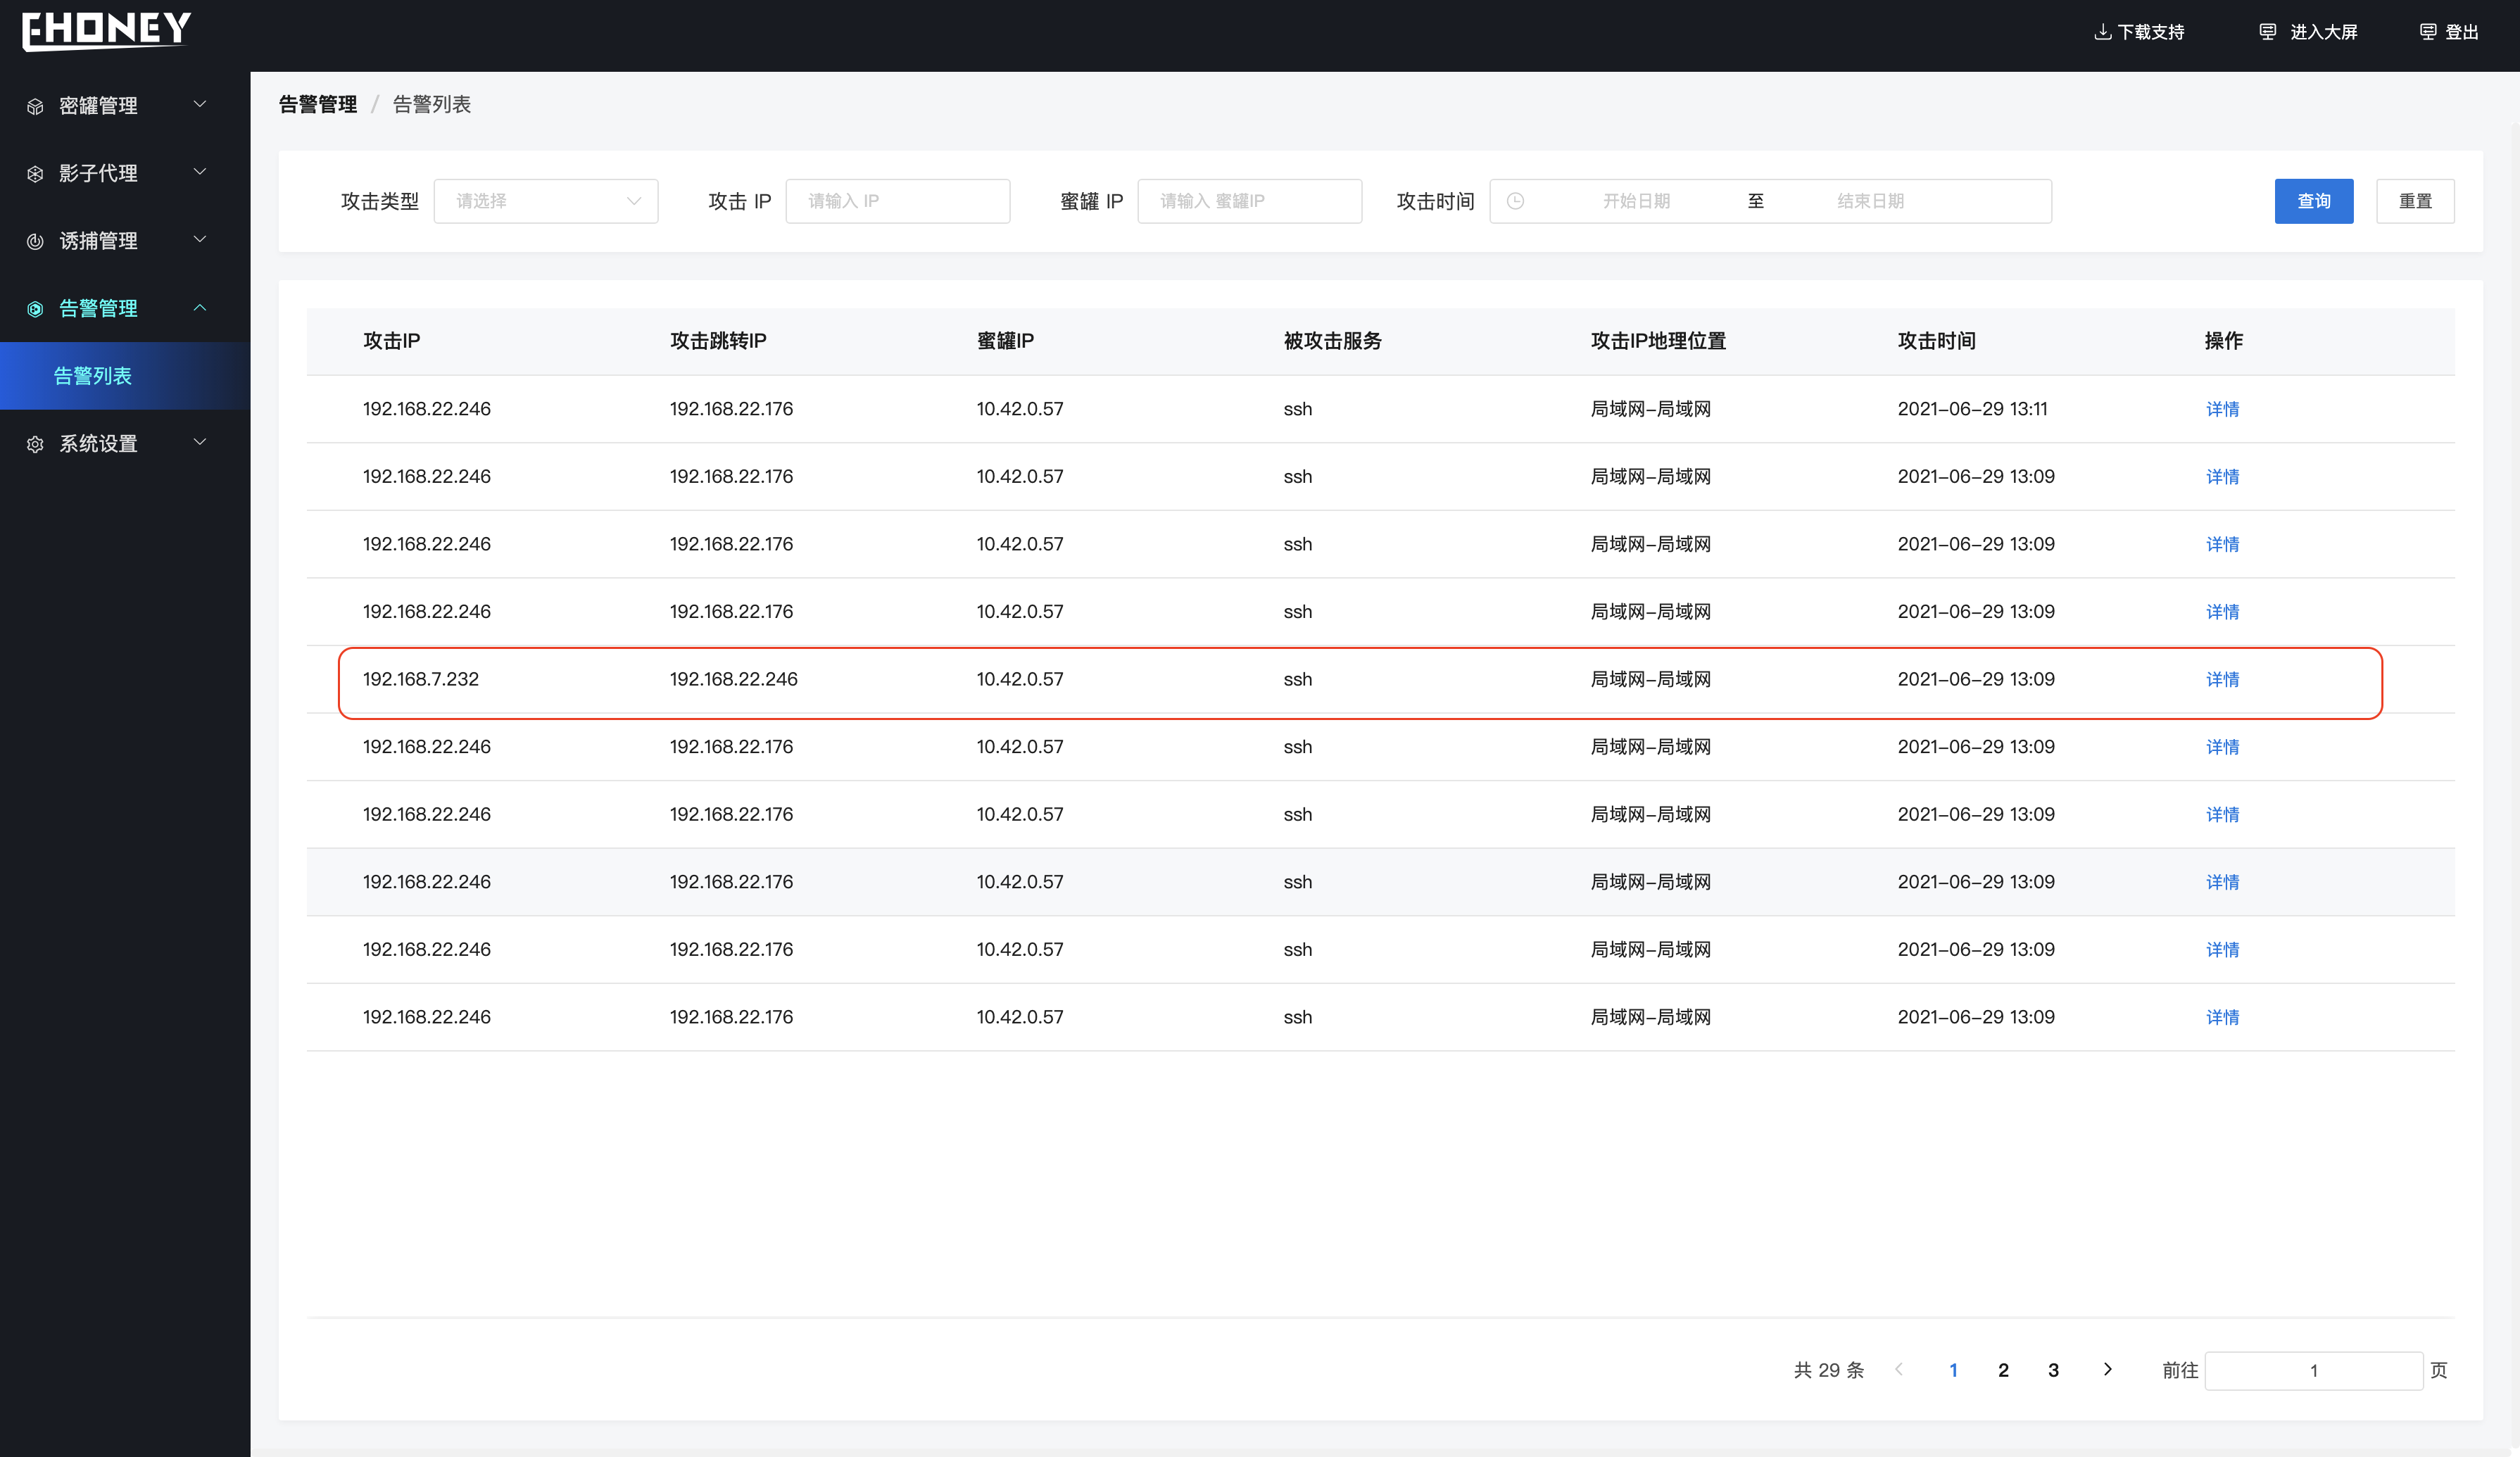 EHONEY
下载支持 进入大屏 登出
密罐管理
影子代理
诱捕管理
告警管理
告警列表
系统设置
告警管理 / 告警列表
攻击类型 请选择 攻击 IP 请输入 IP 蜜罐 IP 请输入 蜜罐IP 攻击时间 开始日期 至 结束日期 查询 重置
攻击IP 攻击跳转IP 蜜罐IP 被攻击服务 攻击IP地理位置 攻击时间 操作
192.168.22.246 192.168.22.176 10.42.0.57 ssh 局域网–局域网 2021–06–29 13:11 详情
192.168.22.246 192.168.22.176 10.42.0.57 ssh 局域网–局域网 2021–06–29 13:09 详情
192.168.22.246 192.168.22.176 10.42.0.57 ssh 局域网–局域网 2021–06–29 13:09 详情
192.168.22.246 192.168.22.176 10.42.0.57 ssh 局域网–局域网 2021–06–29 13:09 详情
192.168.7.232 192.168.22.246 10.42.0.57 ssh 局域网–局域网 2021–06–29 13:09 详情
192.168.22.246 192.168.22.176 10.42.0.57 ssh 局域网–局域网 2021–06–29 13:09 详情
192.168.22.246 192.168.22.176 10.42.0.57 ssh 局域网–局域网 2021–06–29 13:09 详情
192.168.22.246 192.168.22.176 10.42.0.57 ssh 局域网–局域网 2021–06–29 13:09 详情
192.168.22.246 192.168.22.176 10.42.0.57 ssh 局域网–局域网 2021–06–29 13:09 详情
192.168.22.246 192.168.22.176 10.42.0.57 ssh 局域网–局域网 2021–06–29 13:09 详情
共 29 条 1 2 3 前往 1 页